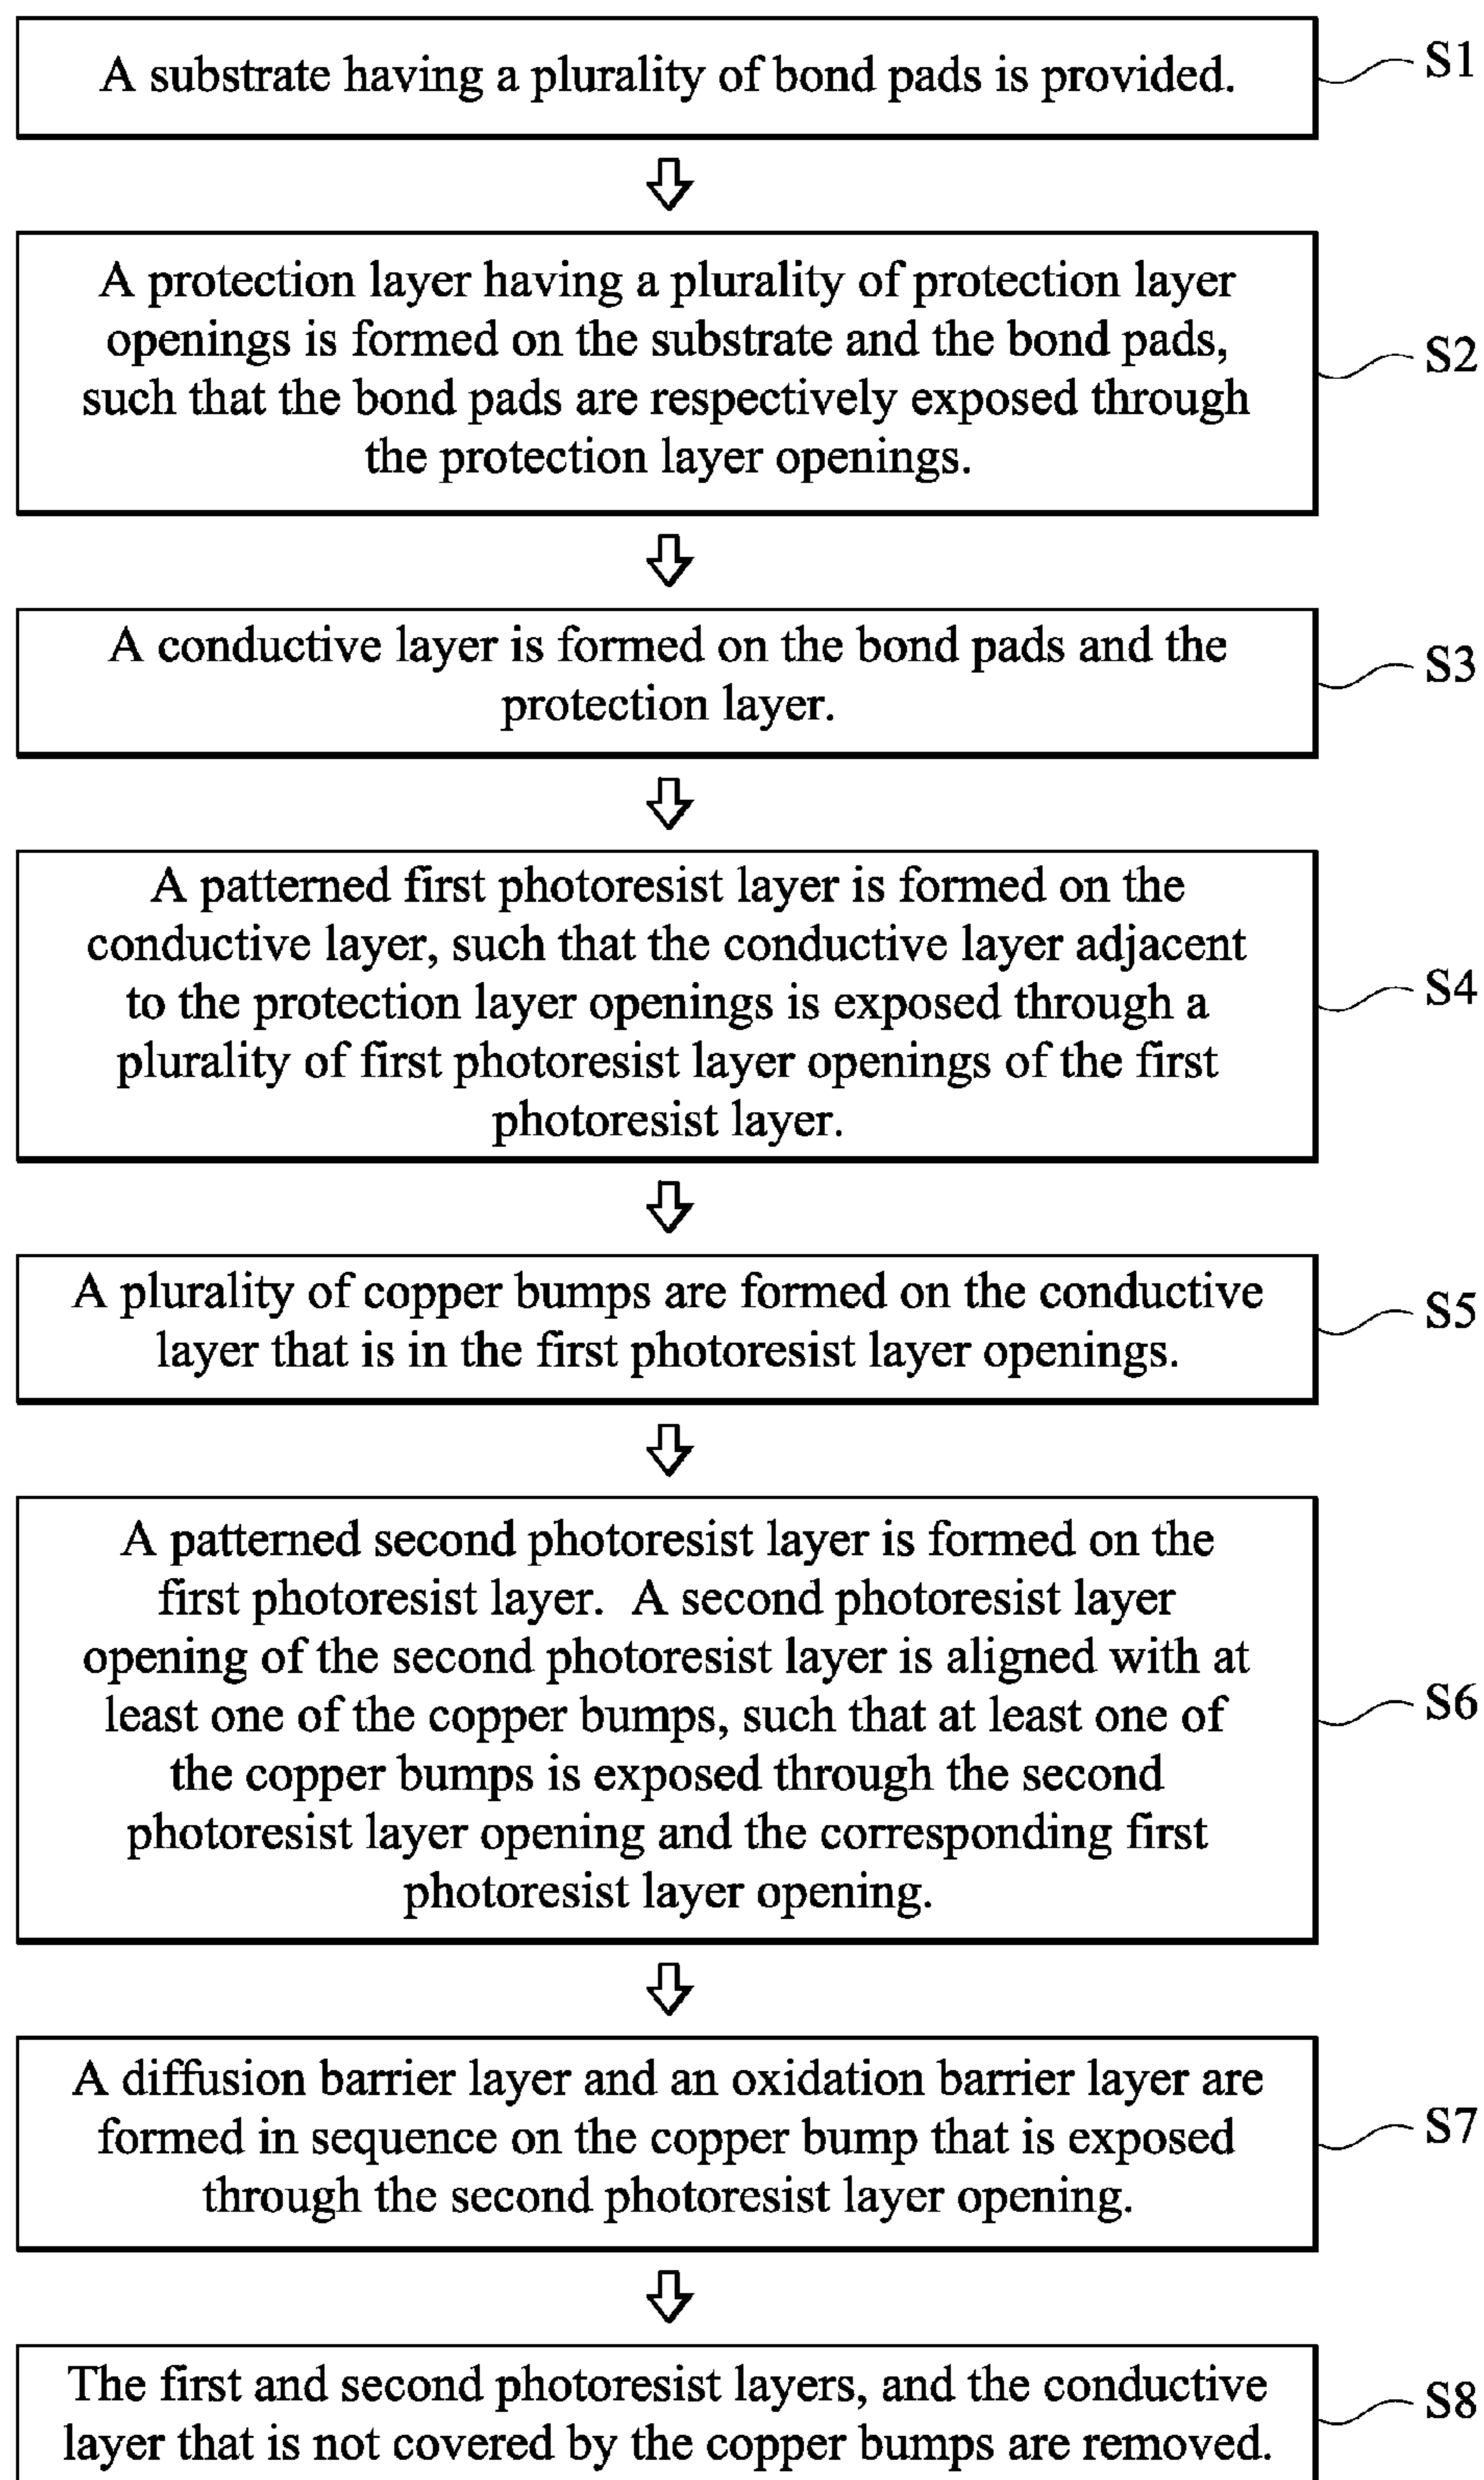 A substrate having a plurality of bond pads is provided.
S1
A protection layer having a plurality of protection layer
openings is formed on the substrate and the bond pads,
such that the bond pads are respectively exposed through
the protection layer openings.
S2
A conductive layer is formed on the bond pads and the
protection layer.
S3
A patterned first photoresist layer is formed on the
conductive layer, such that the conductive layer adjacent
to the protection layer openings is exposed through a
plurality of first photoresist layer openings of the first
photoresist layer.
S4
A plurality of copper bumps are formed on the conductive
layer that is in the first photoresist layer openings.
S5
A patterned second photoresist layer is formed on the
first photoresist layer. A second photoresist layer
opening of the second photoresist layer is aligned with at
least one of the copper bumps, such that at least one of
the copper bumps is exposed through the second
photoresist layer opening and the corresponding first
photoresist layer opening.
S6
A diffusion barrier layer and an oxidation barrier layer are
formed in sequence on the copper bump that is exposed
through the second photoresist layer opening.
S7
The first and second photoresist layers, and the conductive
layer that is not covered by the copper bumps are removed.
S8